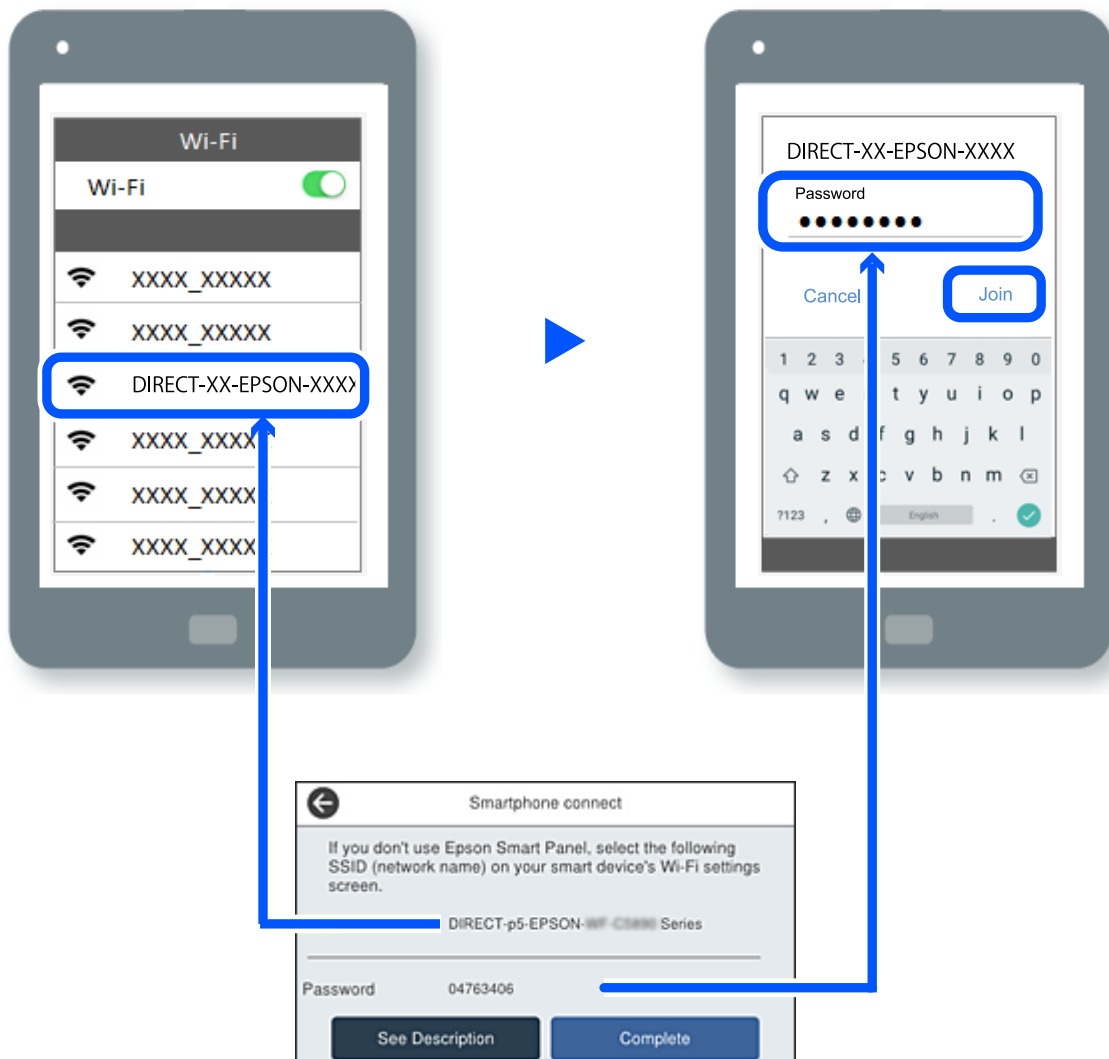 Wi-Fi
Wi-Fi
XXXX_XXXXX
XXXX_XXXXX
DIRECT-XX-EPSON-XXXX
XXXX_XXXX
XXXX_XXXX
XXXX_XXXX
DIRECT-XX-EPSON-XXXX
Password
Cancel Join
1 2 3 5 6 7 8 9 0
q w e t y u i o p
a s d f g h j k l
z x c v b n m
?123 , English .
Smartphone connect
If you don't use Epson Smart Panel, select the following
SSID (network name) on your smart device's Wi-Fi settings
screen.
DIRECT-p5-EPSON- Series
Password 04763406
See Description Complete